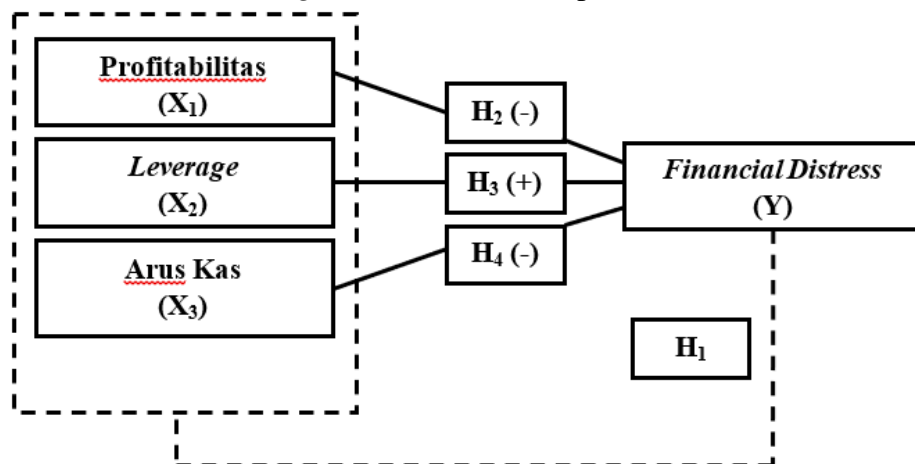 Profitabilitas
(X₁)
H₂ (-)
Leverage
(X₂)
H₃ (+)
Financial Distress
(Y)
Arus Kas
(X₃)
H₄ (-)
H₁